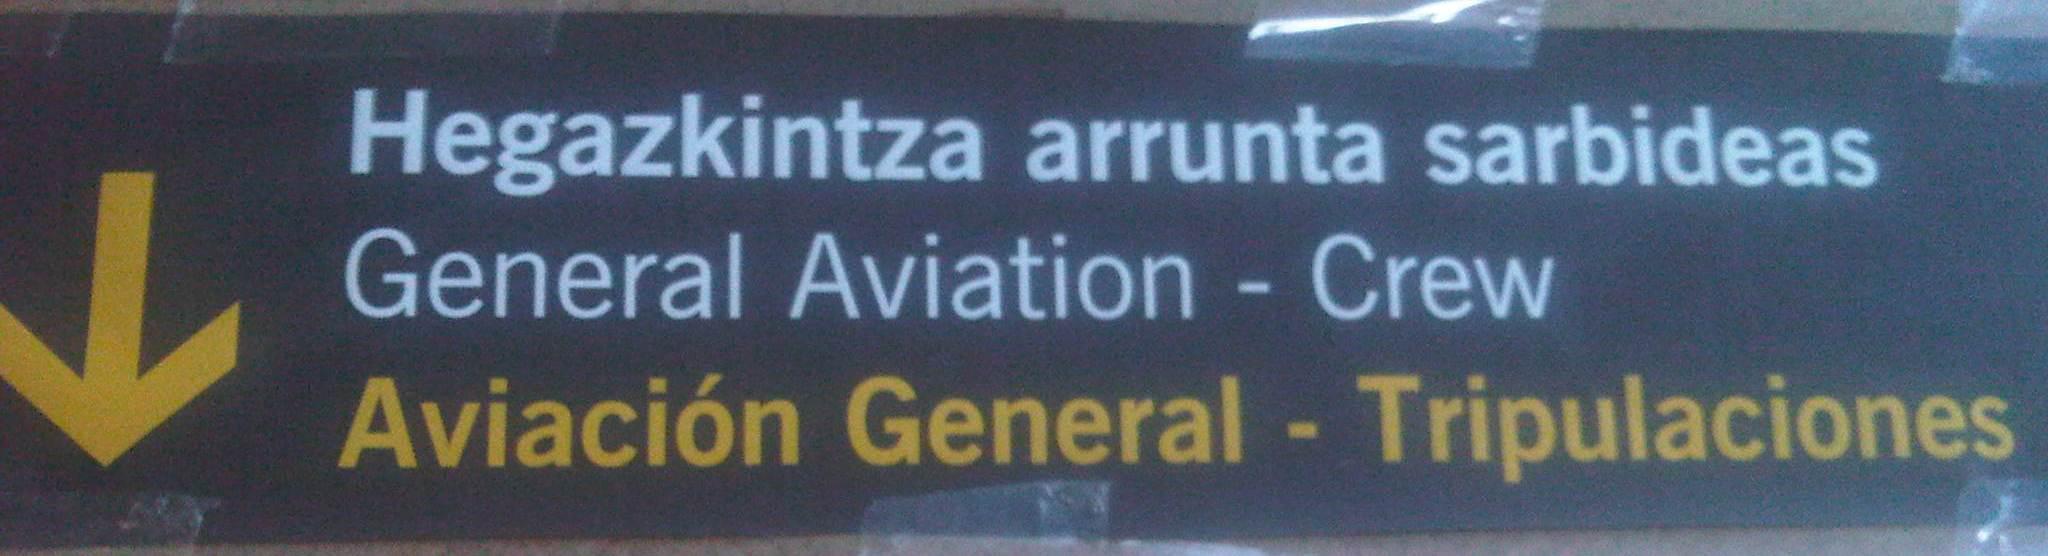 Hegazkintza arrunta sarbideas
General Aviation - Crew
Aviación General - Tripulaciones